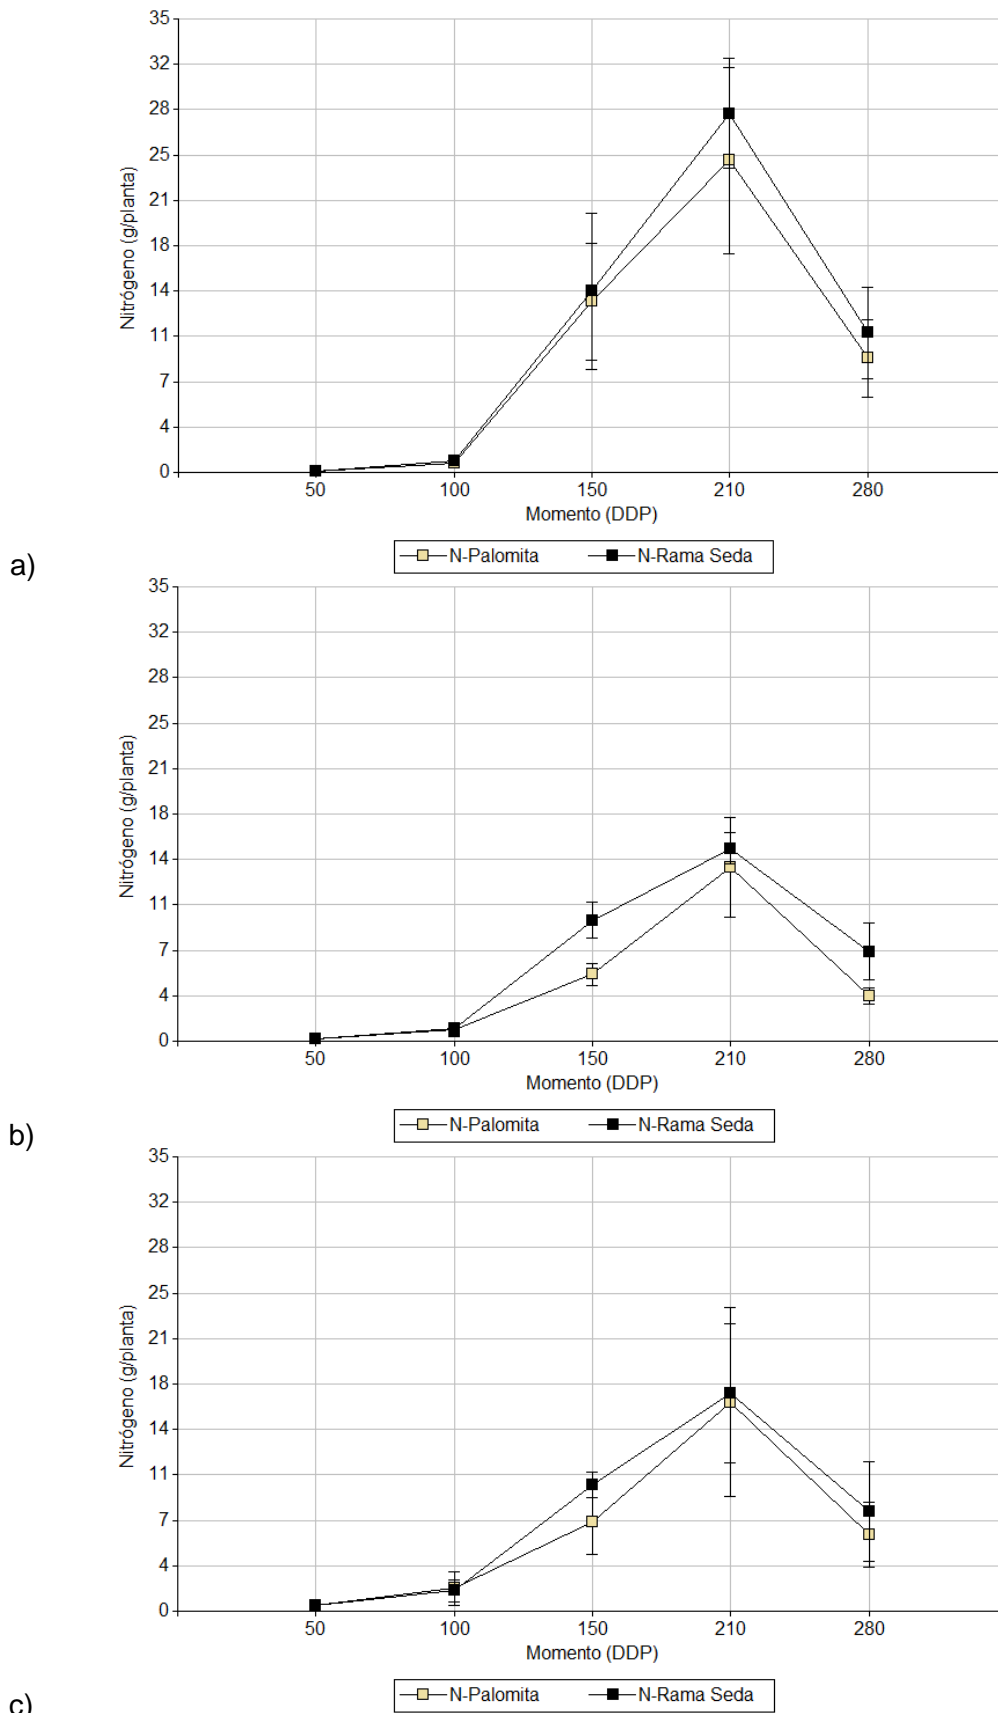 35
32
28
25
21
18
14
11
7
4
0
Nitrógeno (g/planta)
50 100 150 210 280
Momento (DDP)
N-Palomita N-Rama Seda
a)
35
32
28
25
21
18
14
11
7
4
0
Nitrógeno (g/planta)
50 100 150 210 280
Momento (DDP)
N-Palomita N-Rama Seda
b)
35
32
28
25
21
18
14
11
7
4
0
Nitrógeno (g/planta)
50 100 150 210 280
Momento (DDP)
N-Palomita N-Rama Seda
c)